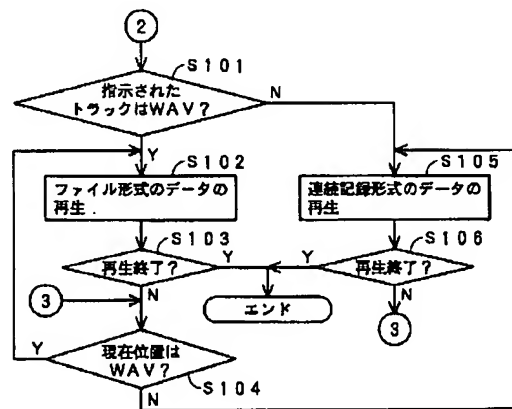 2
S101
指示された
トラックはWAV?
N
Y
S102
S105
ファイル形式のデータの
再生.
連続記録形式のデータの
再生
S103
S106
再生終了?
Y
Y
再生終了?
3
N
エンド
N
3
Y
現在位置は
WAV?
S104
N